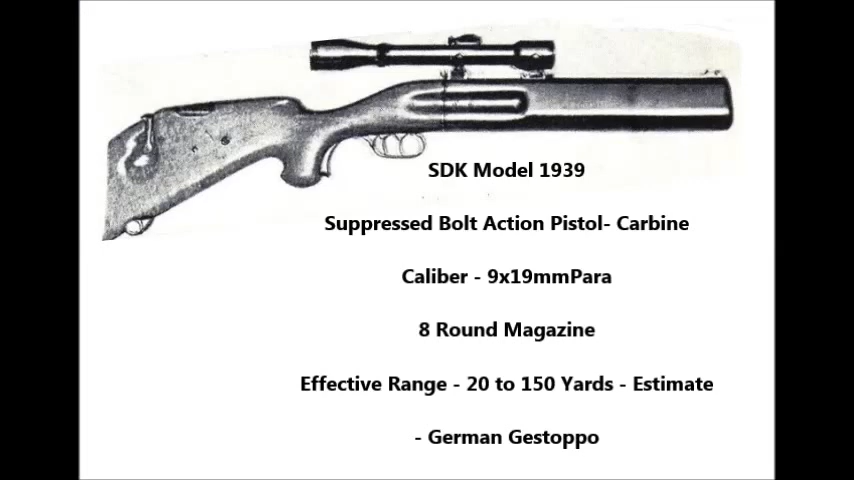 SDK Model 1939
Suppressed Bolt Action Pistol- Carbine
Caliber - 9x19mmPara
8 Round Magazine
Effective Range - 20 to 150 Yards - Estimate
- German Gestoppo